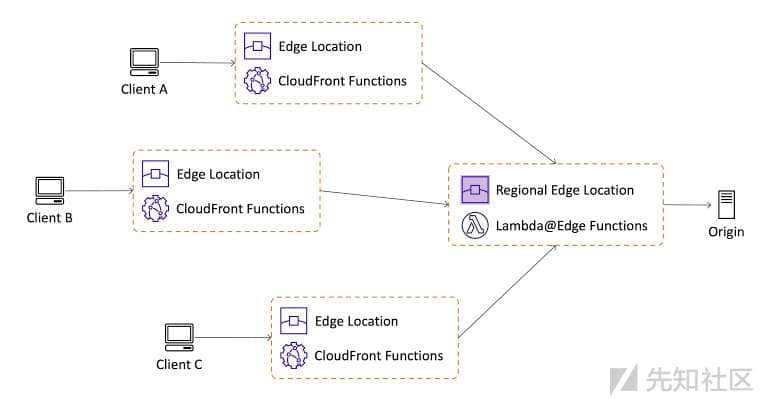 Edge Location
CloudFront Functions
Client A
Edge Location
CloudFront Functions
Client B
Regional Edge Location
Lambda@Edge Functions
Origin
Edge Location
CloudFront Functions
Client C
先知社区